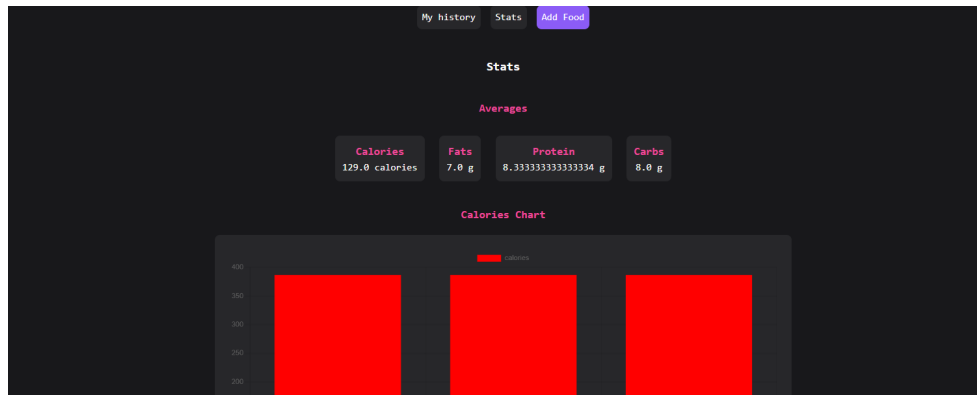 My history Stats Add Food
Stats
Averages
Calories Fats Protein Carbs
129.0 calories 7.0 g 8.333333333333334 g 8.0 g
Calories Chart
calories
400
350
300
250
200